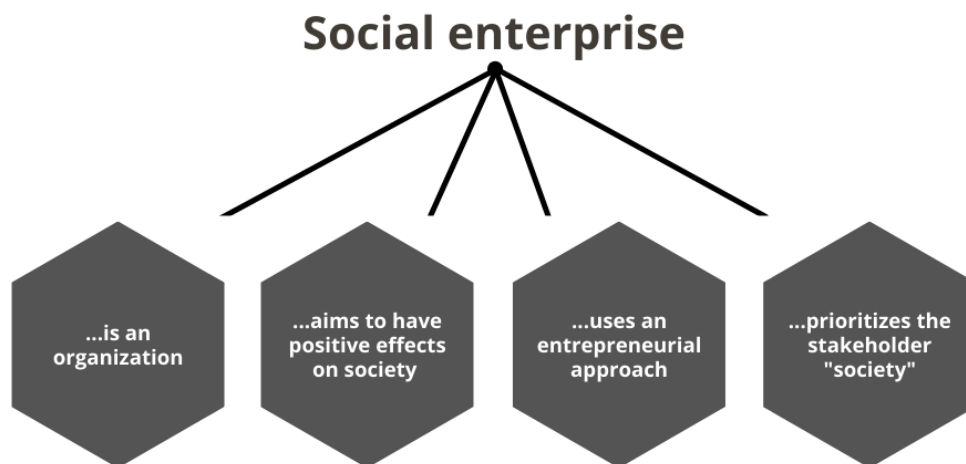 Social enterprise
...is an
organization
...aims to have
positive effects
on society
...uses an
entrepreneurial
approach
...prioritizes the
stakeholder
"society"